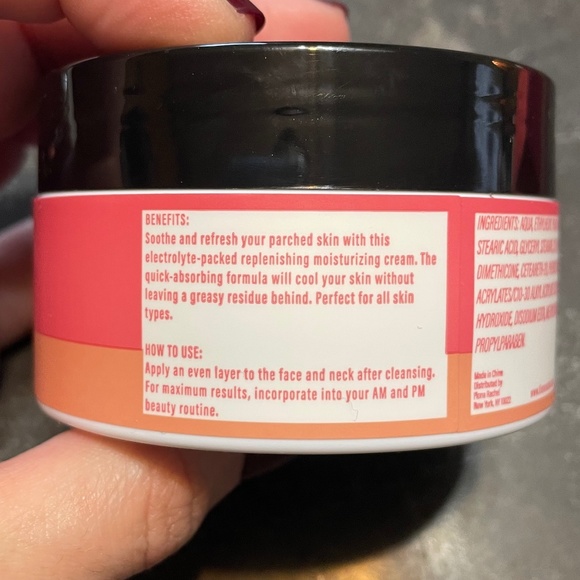 BENEFITS:
Soothe and refresh your parched skin with this
electrolyte-packed replenishing moisturizing cream. The
quick-absorbing formula will cool your skin without
leaving a greasy residue behind. Perfect for all skin
types.
HOW TO USE:
Apply an even layer to the face and neck after cleansing.
For maximum results, incorporate into your AM and PM
beauty routine.
INGREDIENTS: AQUA,
STEARIC ACID, GLYCERYL
DIMETHICONE, CETEARETH-20,
ACRYLATES/C10-30 ALKYL
HYDROXIDE, DISODIUM EDTA,
PROPYLPARABEN.
Made in China
Distributed by
New York, NY 10022